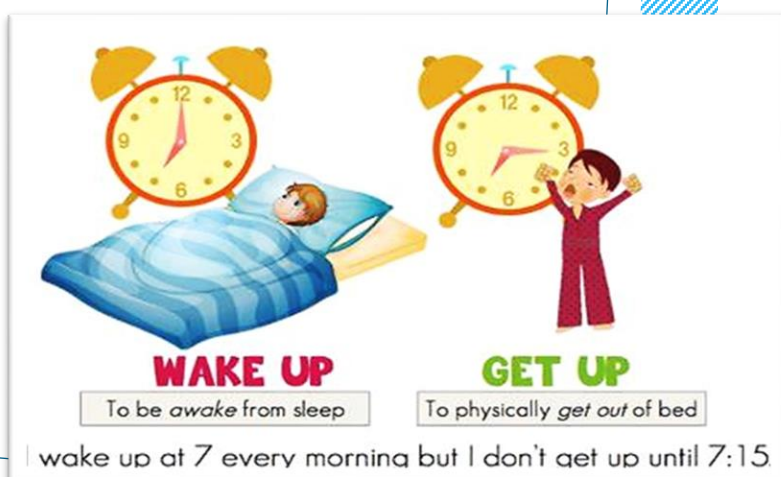 12
9
3
6
12
9
3
6
WAKE UP
GET UP
To be awake from sleep
To physically get out of bed
I wake up at 7 every morning but I don't get up until 7:15.